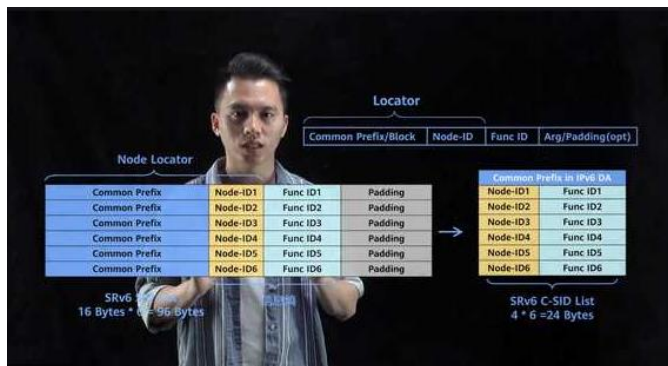 Locator
Common Prefix/Block Node-ID Func ID Arg/Padding(opt)
Node Locator
Common Prefix Node-ID1 Func ID1 Padding
Common Prefix Node-ID2 Func ID2 Padding
Common Prefix Node-ID3 Func ID3 Padding
Common Prefix Node-ID4 Func ID4 Padding
Common Prefix Node-ID5 Func ID5 Padding
Common Prefix Node-ID6 Func ID6 Padding
Common Prefix in IPv6 DA
Node-ID1 Func ID1
Node-ID2 Func ID2
Node-ID3 Func ID3
Node-ID4 Func ID4
Node-ID5 Func ID5
Node-ID6 Func ID6
SRv6
16 Bytes * 6 = 96 Bytes
SRv6 C-SID List
4 * 6 =24 Bytes